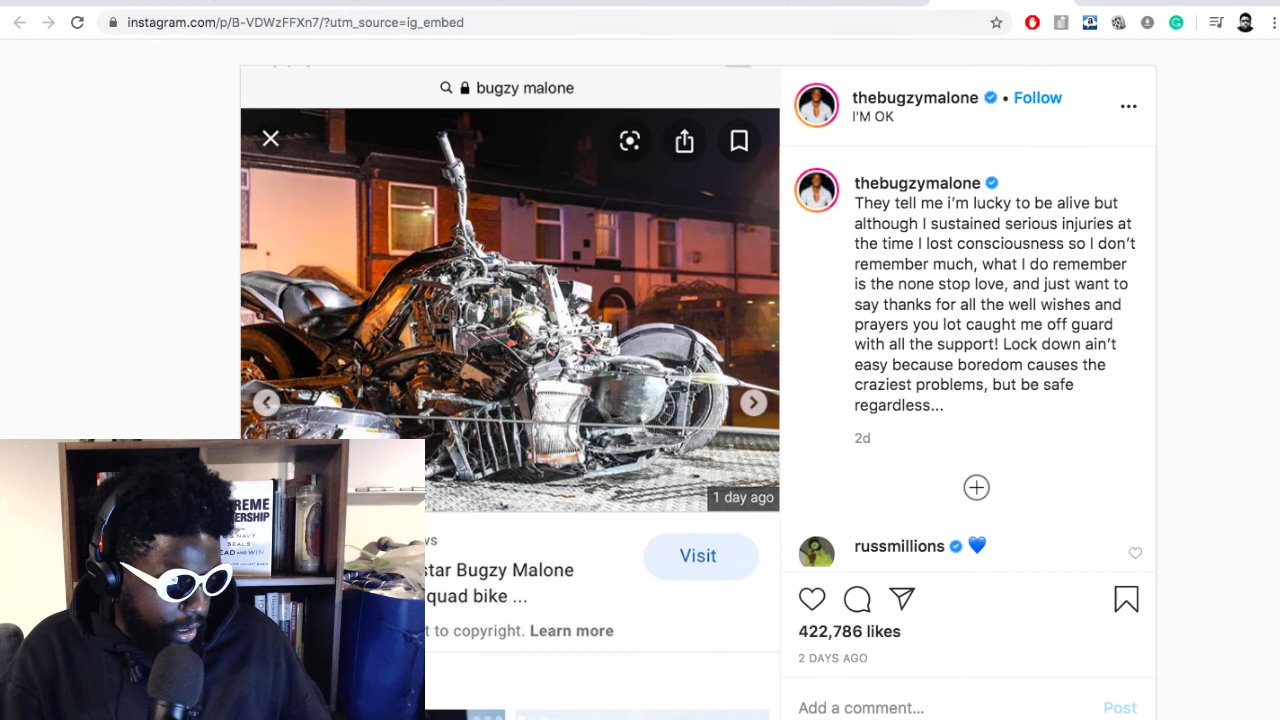 instagram.com/p/B-VDWzFFXn7/?utm_source=ig_embed
bugzy malone
1 day ago
Visit
star Bugzy Malone
quad bike ...
t to copyright. Learn more
thebugzymalone • Follow
I'M OK
thebugzymalone
They tell me i'm lucky to be alive but
although I sustained serious injuries at
the time I lost consciousness so I don't
remember much, what I do remember
is the none stop love, and just want to
say thanks for all the well wishes and
prayers you lot caught me off guard
with all the support! Lock down ain't
easy because boredom causes the
craziest problems, but be safe
regardless...
2d
russmillions 💙
422,786 likes
2 DAYS AGO
Add a comment...
Post